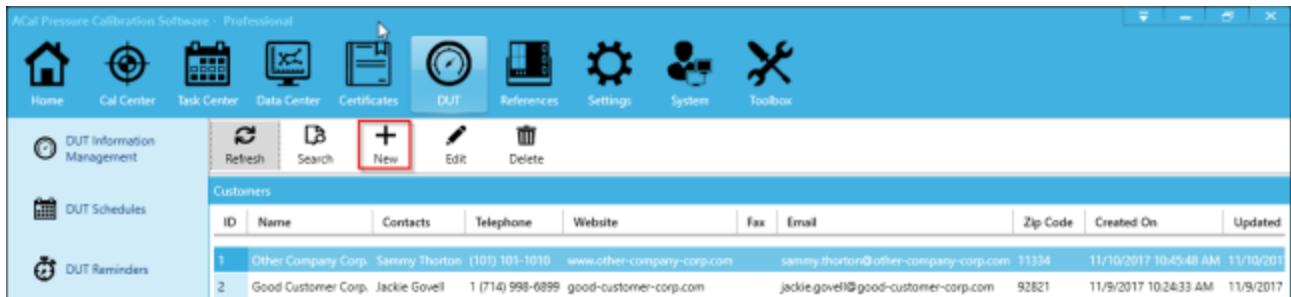 ACal Pressure Calibration Software - Professional
Home Cal Center Task Center Data Center Certificates DUT References Settings System Toolbox
DUT Information
Management
DUT Schedules
DUT Reminders
Refresh Search New Edit Delete
Customers
ID Name Contacts Telephone Website Fax Email Zip Code Created On Updated
1 Other Company Corp. Sammy Thorton (101) 101-1010 www.other-company-corp.com sammy.thorton@other-company-corp.com 11334 11/10/2017 10:45:48 AM 11/10/201
2 Good Customer Corp. Jackie Govell 1 (714) 998-6899 good-customer-corp.com jackie.govell@good-customer-corp.com 92821 11/9/2017 10:24:33 AM 11/9/2017